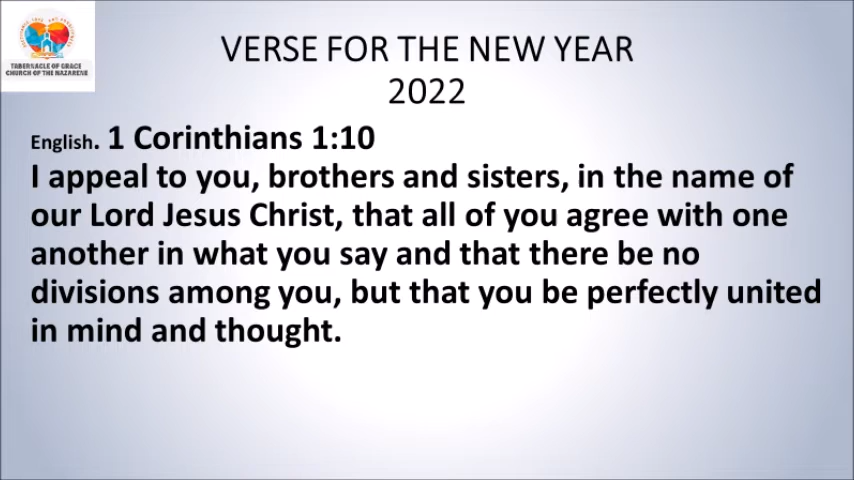 TABERNACLE OF GRACE
CHURCH OF THE NAZARENE
VERSE FOR THE NEW YEAR
2022
English. 1 Corinthians 1:10
I appeal to you, brothers and sisters, in the name of
our Lord Jesus Christ, that all of you agree with one
another in what you say and that there be no
divisions among you, but that you be perfectly united
in mind and thought.